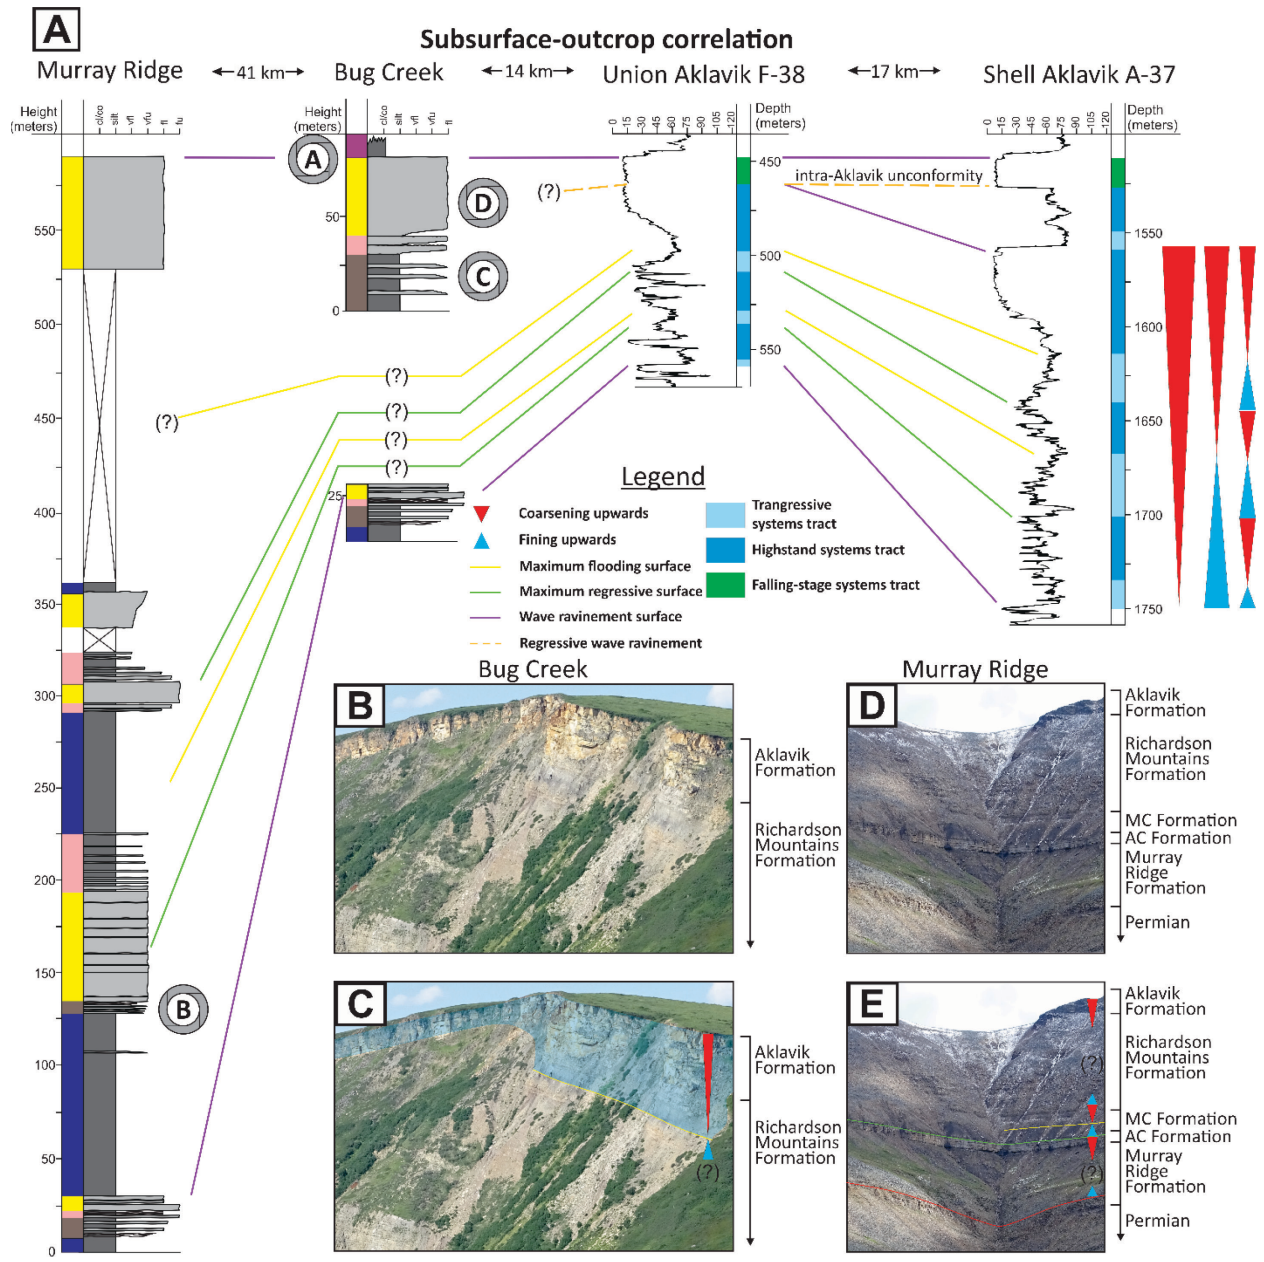 A
Subsurface-outcrop correlation
Murray Ridge
41 km
Bug Creek
14 km
Union Aklavik F-38
17 km
Shell Aklavik A-37
Height
(meters)
cl/co
silt
vfl
vfu
fl
fu
Height
(meters)
cl/co
silt
vfl
vfu
fl
0
15
30
45
60
75
90
105
120
Depth
(meters)
0
15
30
45
60
75
90
105
120
Depth
(meters)
550
500
450
400
350
300
250
200
150
100
50
0
A
D
C
B
50
0
25
(?)
(?)
(?)
(?)
(?)
(?)
450
500
550
intra-Aklavik unconformity
1550
1600
1650
1700
1750
Legend
Coarsening upwards
Fining upwards
Maximum flooding surface
Maximum regressive surface
Wave ravinement surface
Regressive wave ravinement
Trangressive
systems tract
Highstand systems tract
Falling-stage systems tract
Bug Creek
B
Aklavik
Formation
Richardson
Mountains
Formation
Murray Ridge
D
Aklavik
Formation
Richardson
Mountains
Formation
MC Formation
AC Formation
Murray
Ridge
Formation
Permian
C
(?)
Aklavik
Formation
Richardson
Mountains
Formation
E
(?)
(?)
Aklavik
Formation
Richardson
Mountains
Formation
MC Formation
AC Formation
Murray
Ridge
Formation
Permian